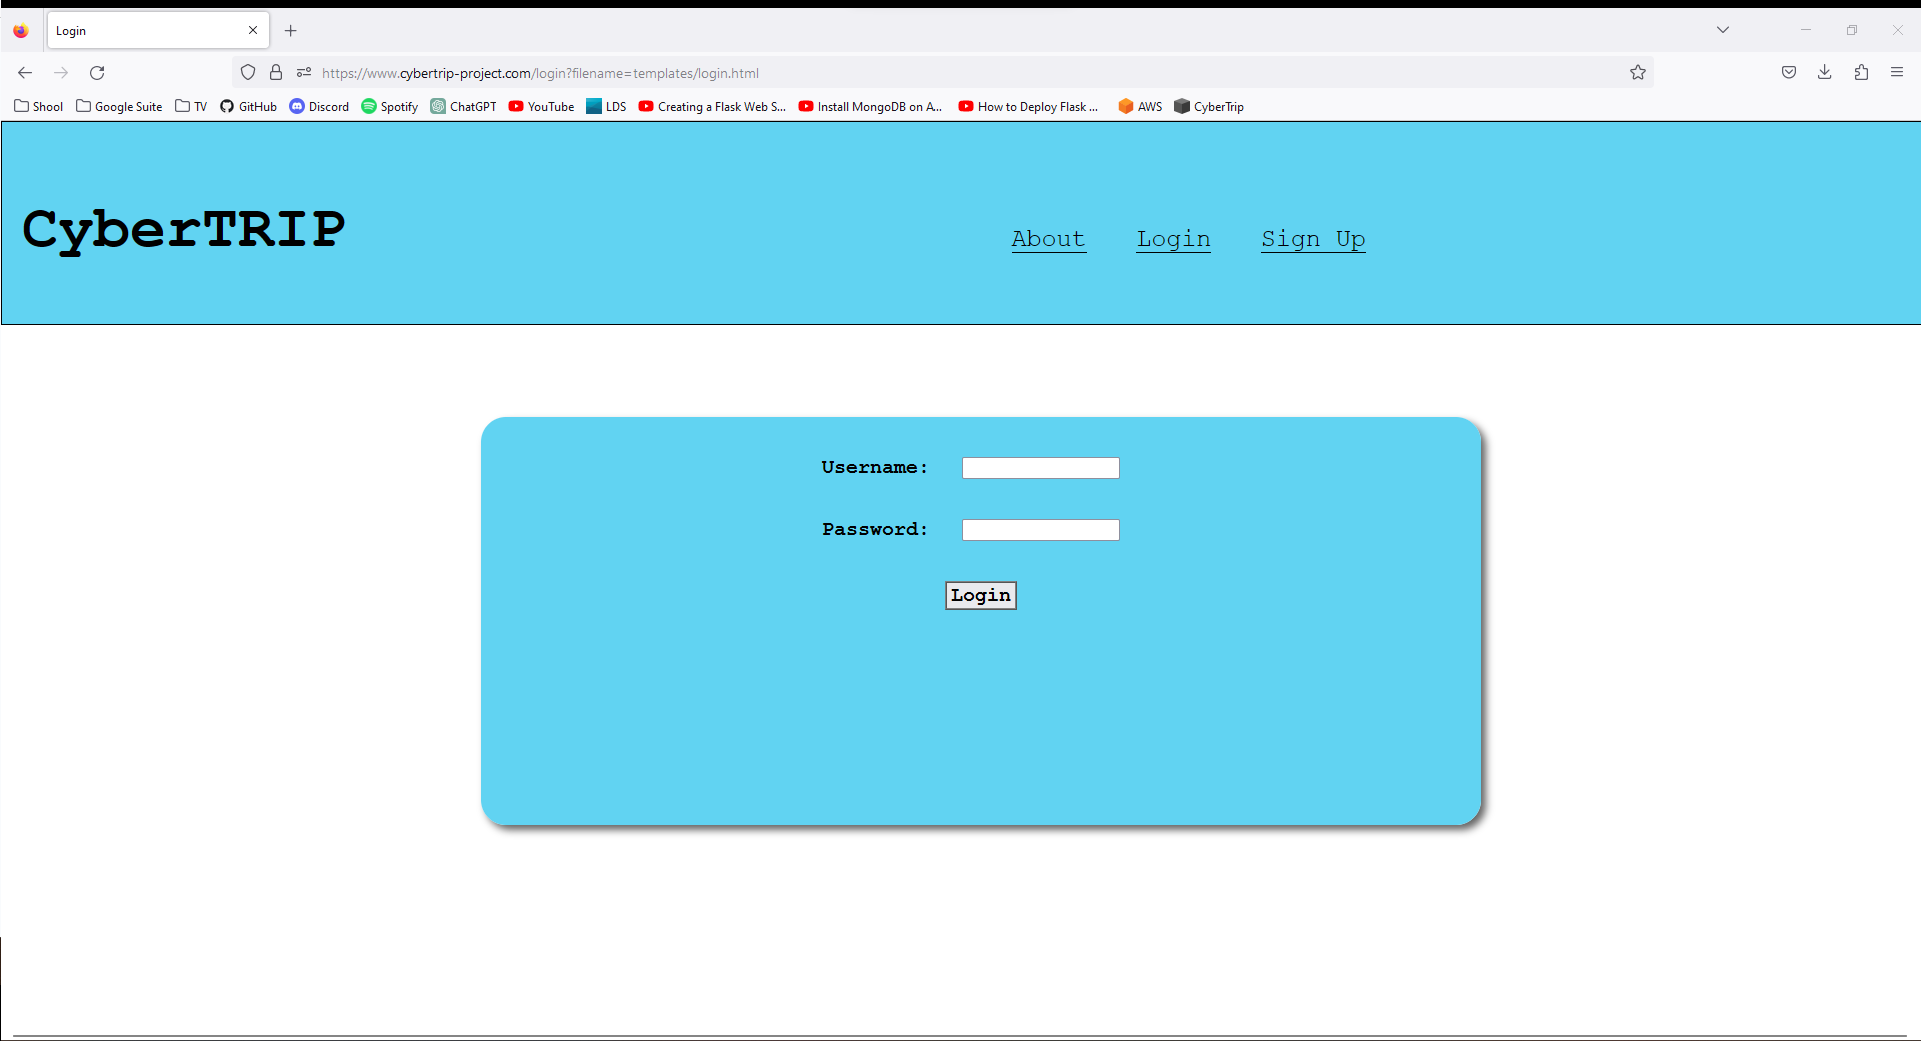 Login
https://www.cybertrip-project.com/login?filename=templates/login.html
Shool Google Suite TV GitHub Discord Spotify ChatGPT YouTube LDS Creating a Flask Web S... Install MongoDB on A... How to Deploy Flask ... AWS CyberTrip
CyberTRIP About Login Sign Up
Username:
Password:
Login